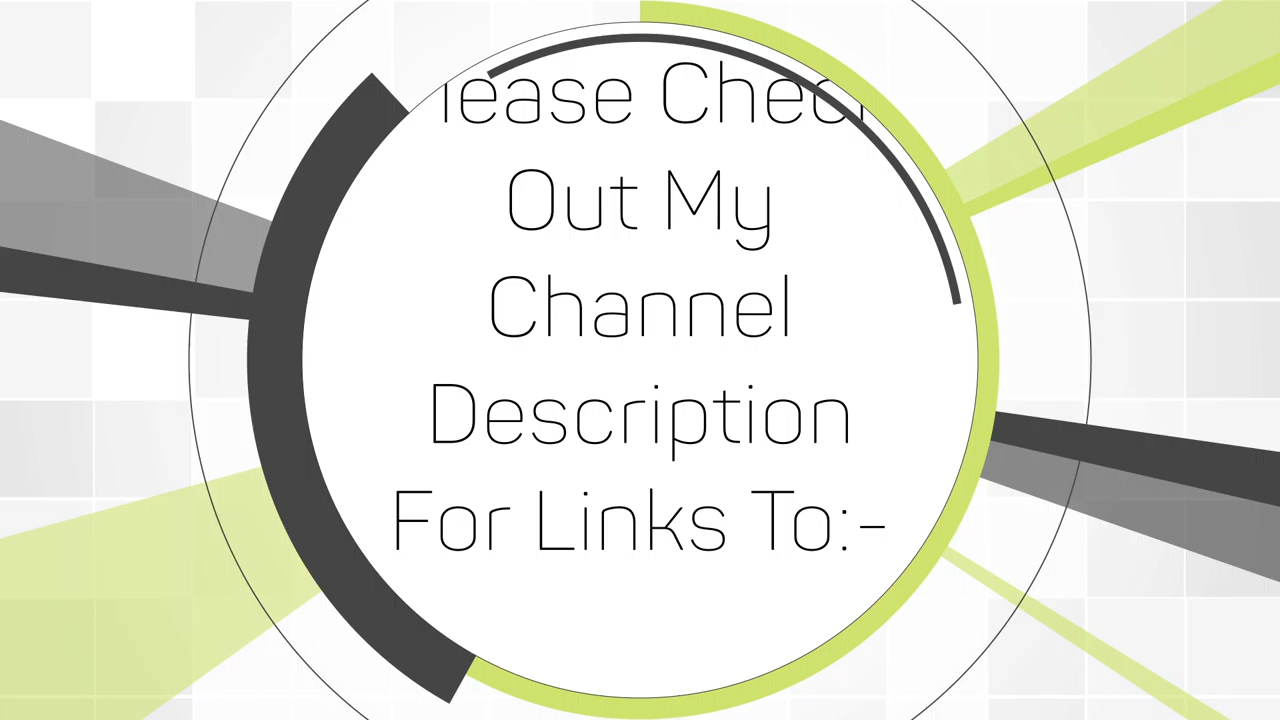 lease Chec
Out My
Channel
Description
For Links To:-